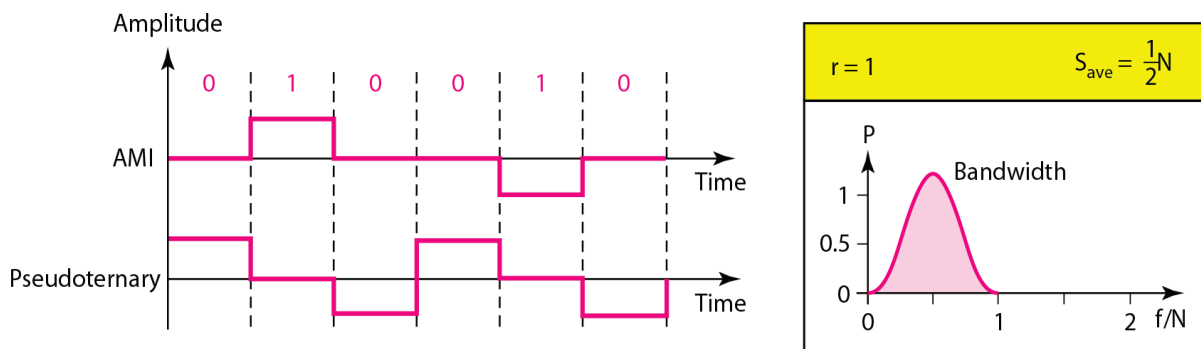 Amplitude
0 1 0 0 1 0
AMI
Time
Pseudoternary
Time
r = 1 S_ave = 1/2 N
P
Bandwidth
1
0.5
0
0 1 2 f/N